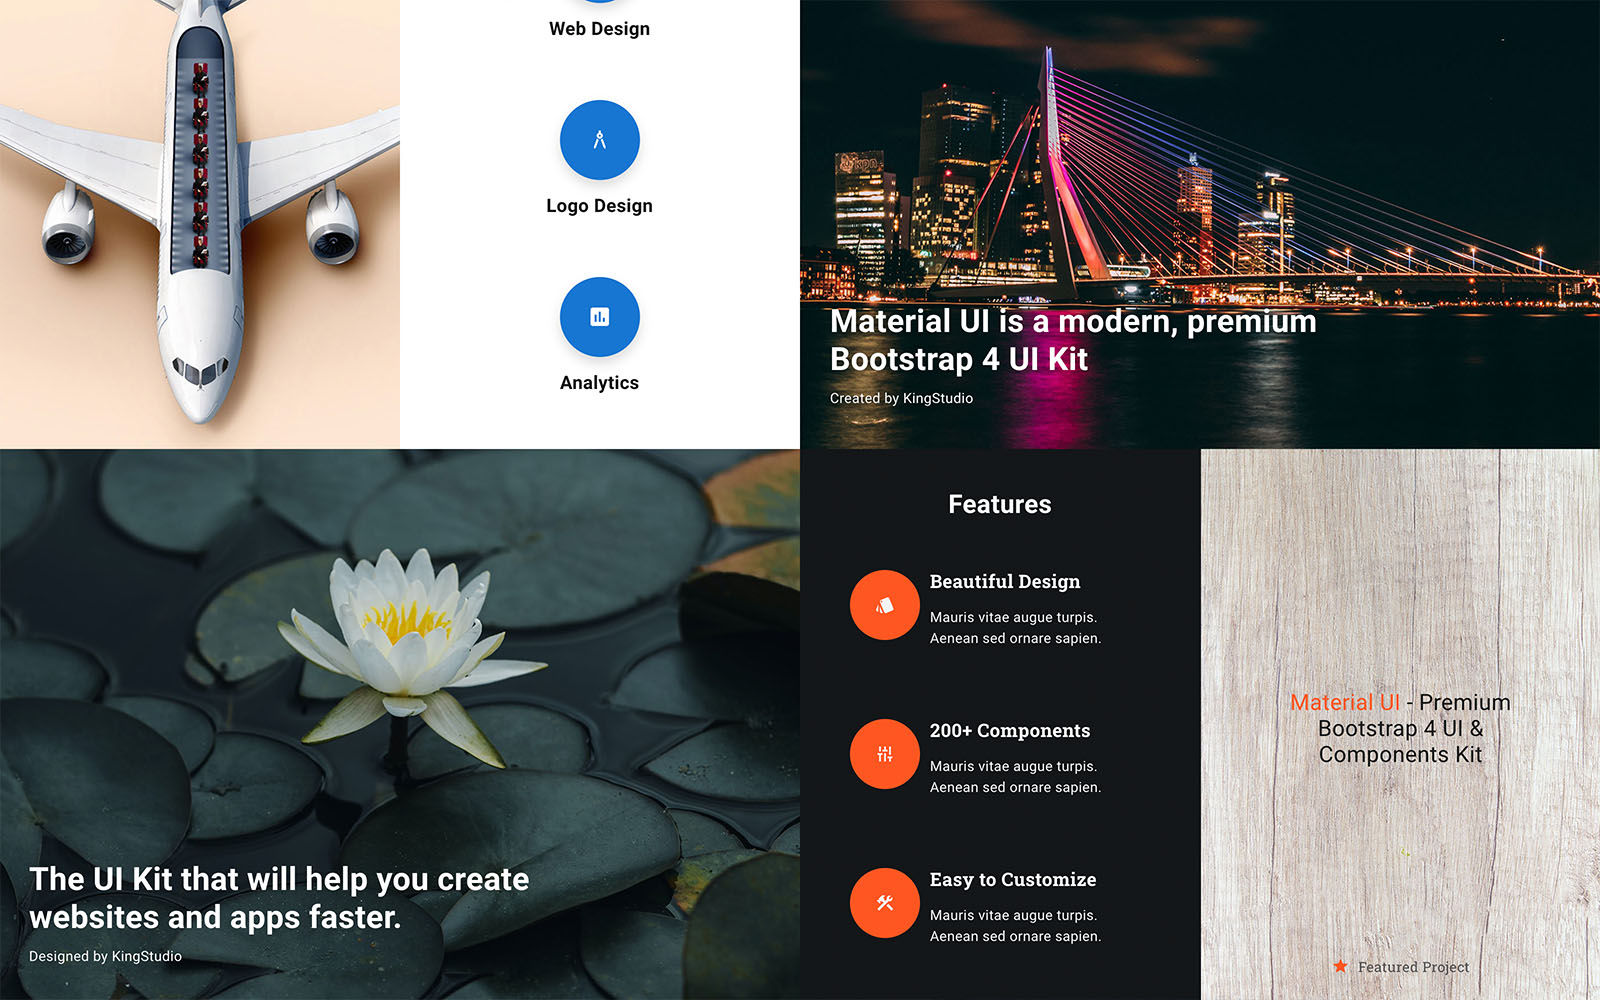 Web Design
Logo Design
Analytics
kpn
Material UI is a modern, premium
Bootstrap 4 UI Kit
Created by KingStudio
The UI Kit that will help you create
websites and apps faster.
Designed by KingStudio
Features
Beautiful Design
Mauris vitae augue turpis.
Aenean sed ornare sapien.
200+ Components
Mauris vitae augue turpis.
Aenean sed ornare sapien.
Easy to Customize
Mauris vitae augue turpis.
Aenean sed ornare sapien.
Material UI - Premium
Bootstrap 4 UI &
Components Kit
Featured Project